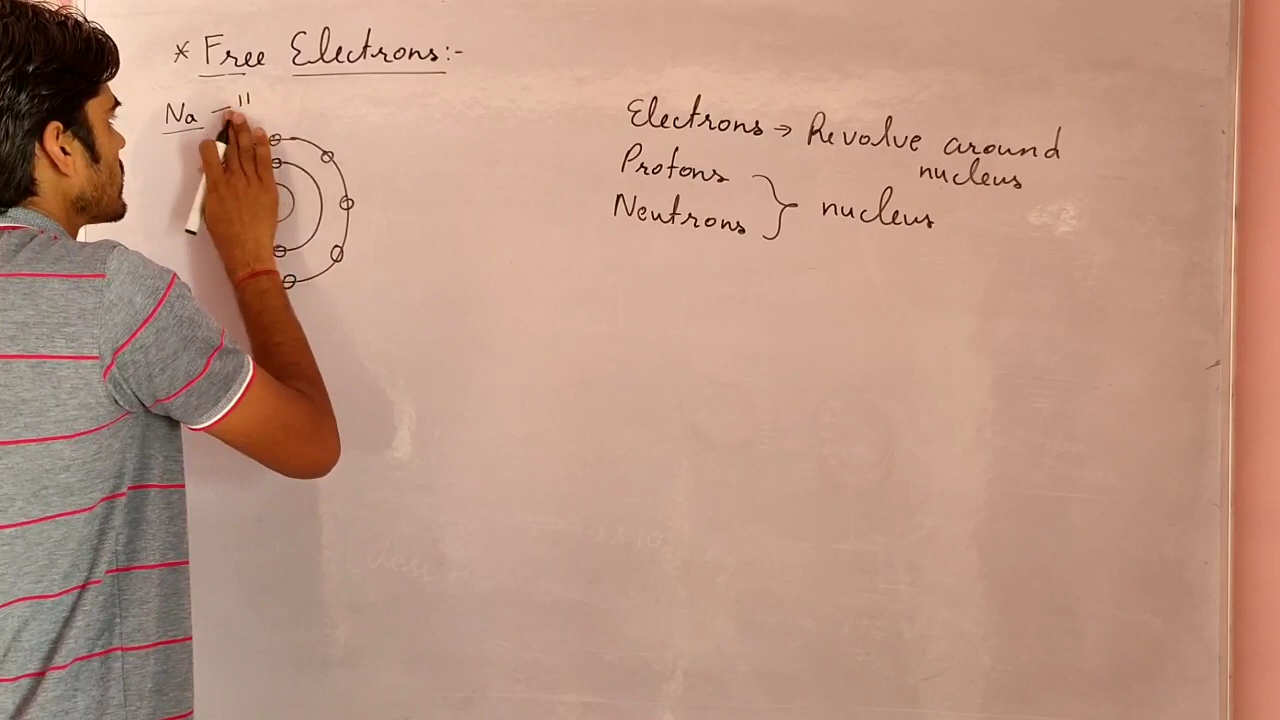 * Free Electrons:-
Na - 11
Electrons → Revolve around
nucleus
Protons
Neutrons } nucleus